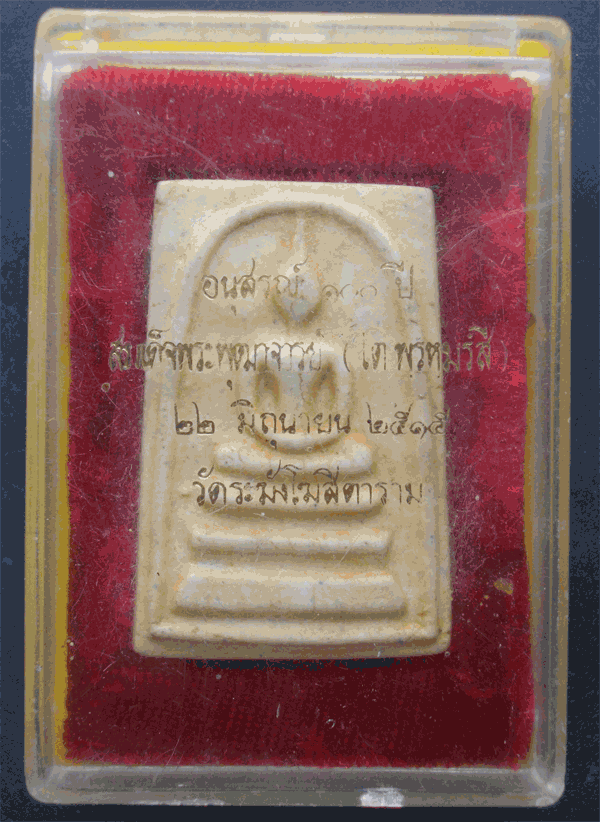 อนุสรณ์ ๑๐๐ ปี
สมเด็จพระพุฒาจารย์ (โต พรหมรังสี)
๒๒ มิถุนายน ๒๕๑๕
วัดระฆังโฆสิตาราม